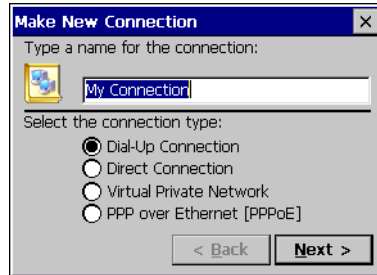 Make New Connection
Type a name for the connection:
My Connection
Select the connection type:
Dial-Up Connection
Direct Connection
Virtual Private Network
PPP over Ethernet [PPPoE]
< Back Next >